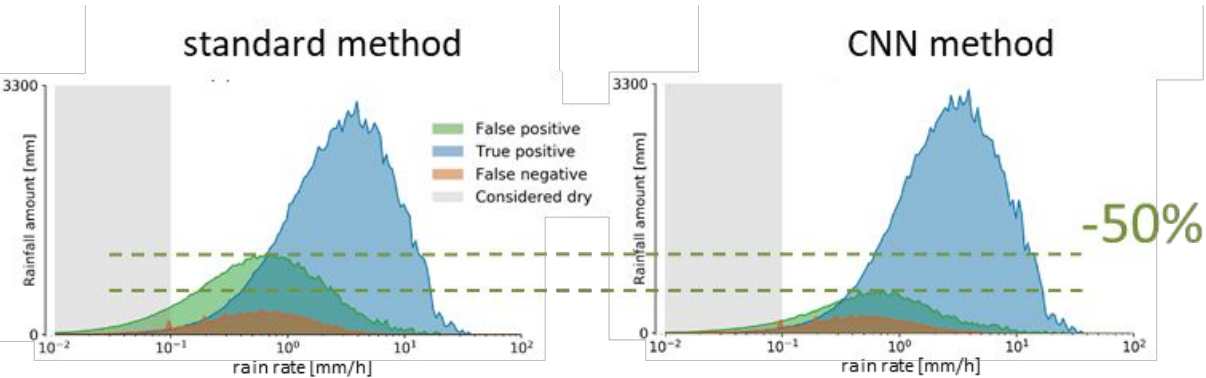 standard method
CNN method
3300
3300
False positive
True positive
False negative
Considered dry
Rainfall amount [mm]
Rainfall amount [mm]
-50%
0
0
10⁻² 10⁻¹ 10⁰ 10¹ 10²
10⁻² 10⁻¹ 10⁰ 10¹ 10²
rain rate [mm/h]
rain rate [mm/h]